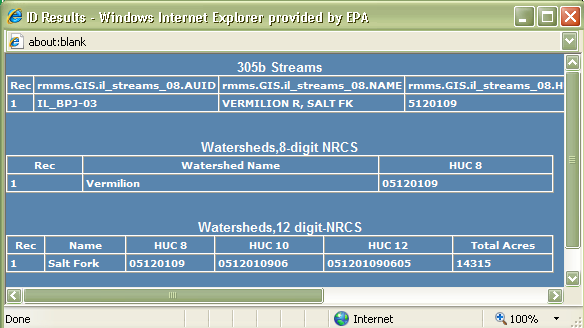 ID Results - Windows Internet Explorer provided by EPA
about:blank
305b Streams
Rec rmms.GIS.il_streams_08.AUID rmms.GIS.il_streams_08.NAME rmms.GIS.il_streams_08.H
1 IL_BPJ-03 VERMILION R, SALT FK 5120109
Watersheds,8-digit NRCS
Rec Watershed Name HUC 8
1 Vermilion 05120109
Watersheds,12 digit-NRCS
Rec Name HUC 8 HUC 10 HUC 12 Total Acres
1 Salt Fork 05120109 0512010906 051201090605 14315
Done Internet 100%